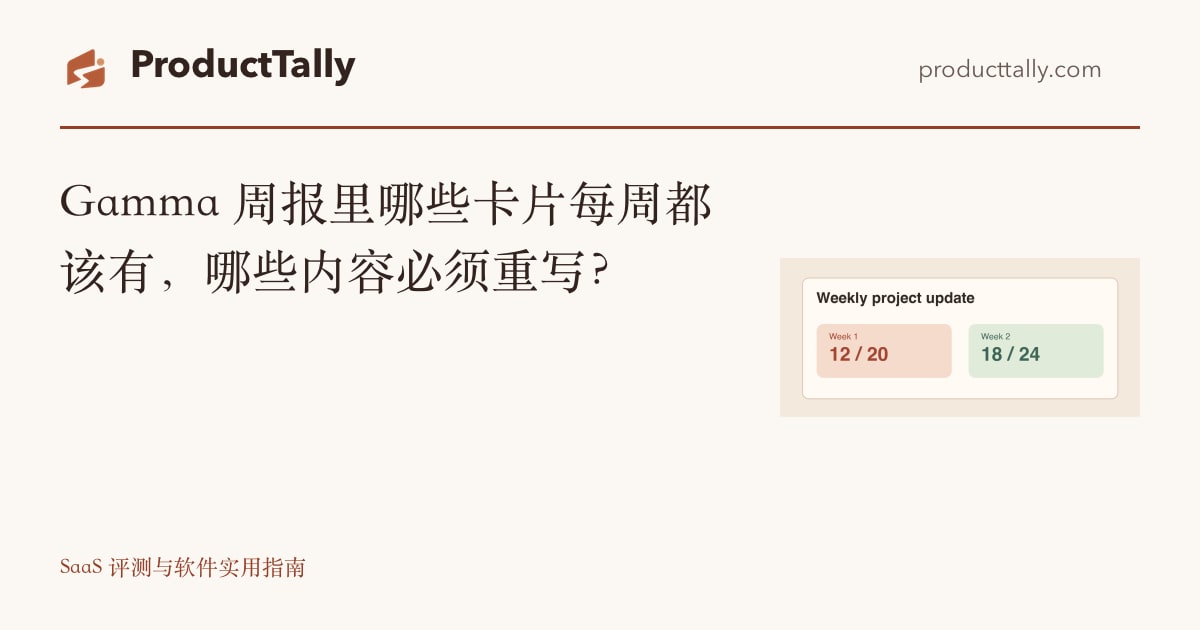 ProductTally
producttally.com
Gamma 周报里哪些卡片每周都
该有，哪些内容必须重写？
Weekly project update
Week 1
12 / 20
Week 2
18 / 24
SaaS 评测与软件实用指南